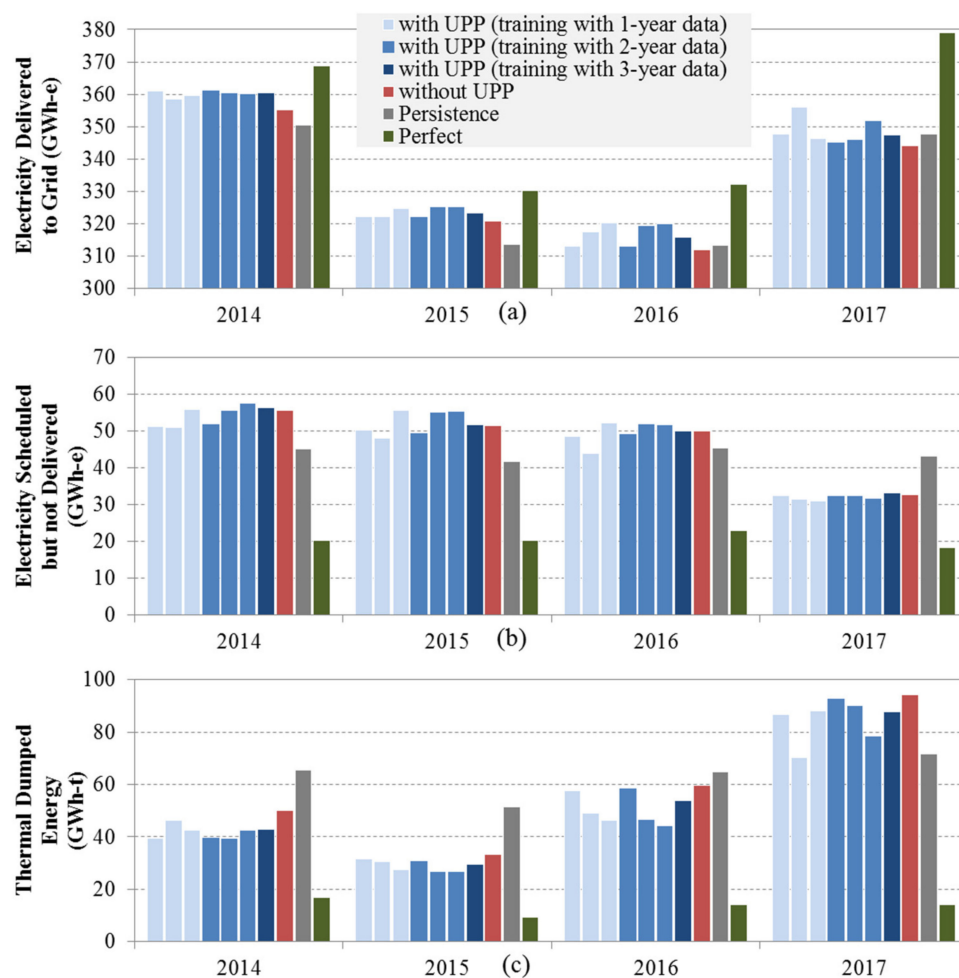 with UPP (training with 1-year data)
with UPP (training with 2-year data)
with UPP (training with 3-year data)
without UPP
Persistence
Perfect
Electricity Delivered
to Grid (GWh-e)
380
370
360
350
340
330
320
310
300
2014
2015
(a)
2016
2017
Electricity Scheduled
but not Delivered
(GWh-e)
70
60
50
40
30
20
10
0
2014
2015
(b)
2016
2017
Thermal Dumped
Energy
(GWh-t)
100
80
60
40
20
0
2014
2015
(c)
2016
2017